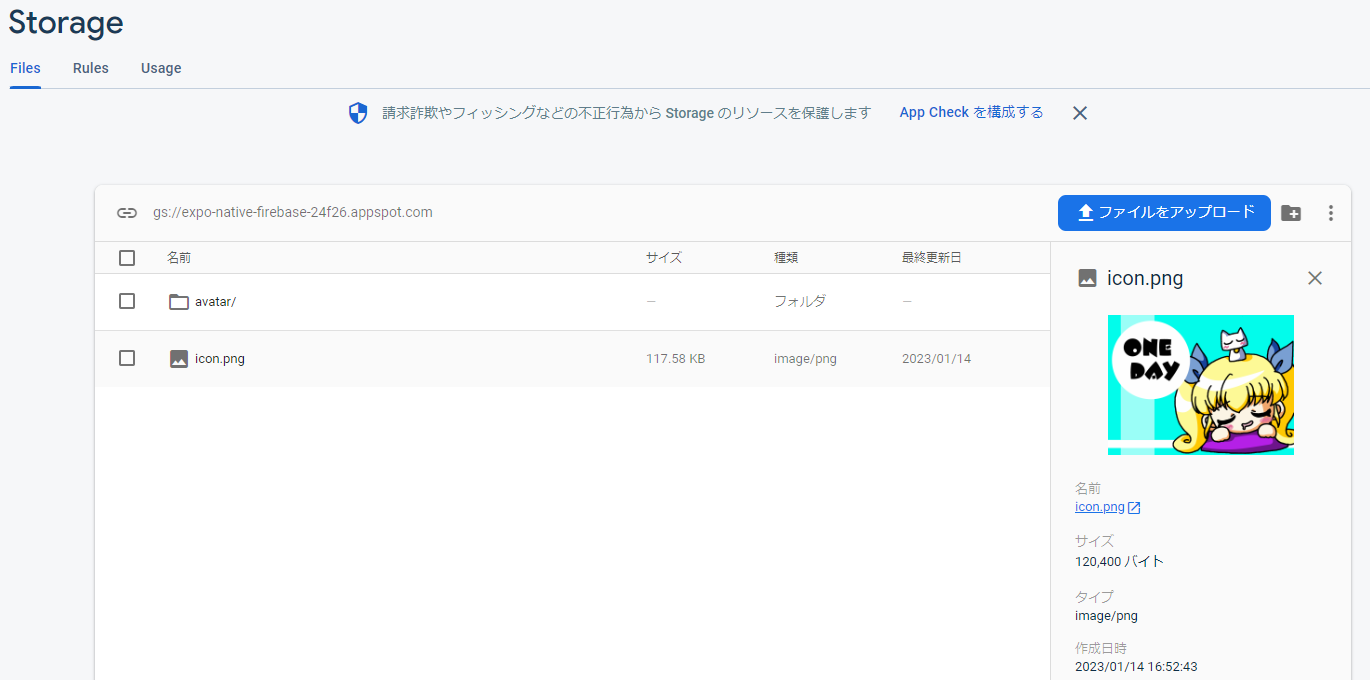 Storage
Files Rules Usage
請求詐欺やフィッシングなどの不正行為から Storage のリソースを保護します App Check を構成する
gs://expo-native-firebase-24f26.appspot.com ファイルをアップロード
名前 サイズ 種類 最終更新日
avatar/ – フォルダ –
icon.png 117.58 KB image/png 2023/01/14
icon.png
ONE
DAY
名前
icon.png
サイズ
120,400 バイト
タイプ
image/png
作成日時
2023/01/14 16:52:43